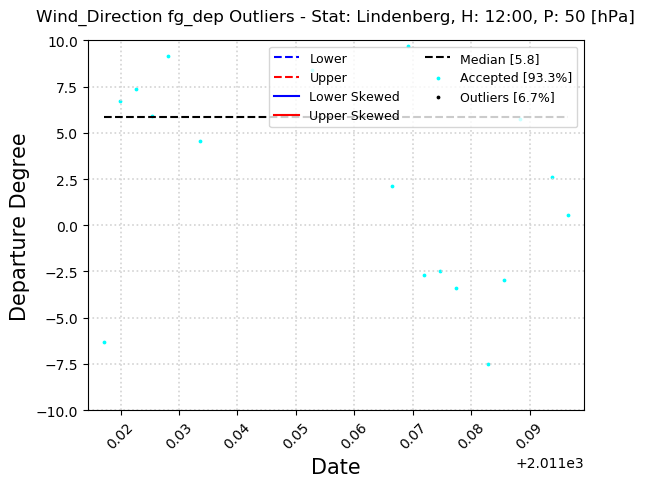 Wind_Direction fg_dep Outliers - Stat: Lindenberg, H: 12:00, P: 50 [hPa]
Lower
Upper
Lower Skewed
Upper Skewed
Median [5.8]
Accepted [93.3%]
Outliers [6.7%]
Departure Degree
10.0
7.5
5.0
2.5
0.0
−2.5
−5.0
−7.5
−10.0
0.02
0.03
0.04
0.05
0.06
0.07
0.08
0.09
+2.011e3
Date